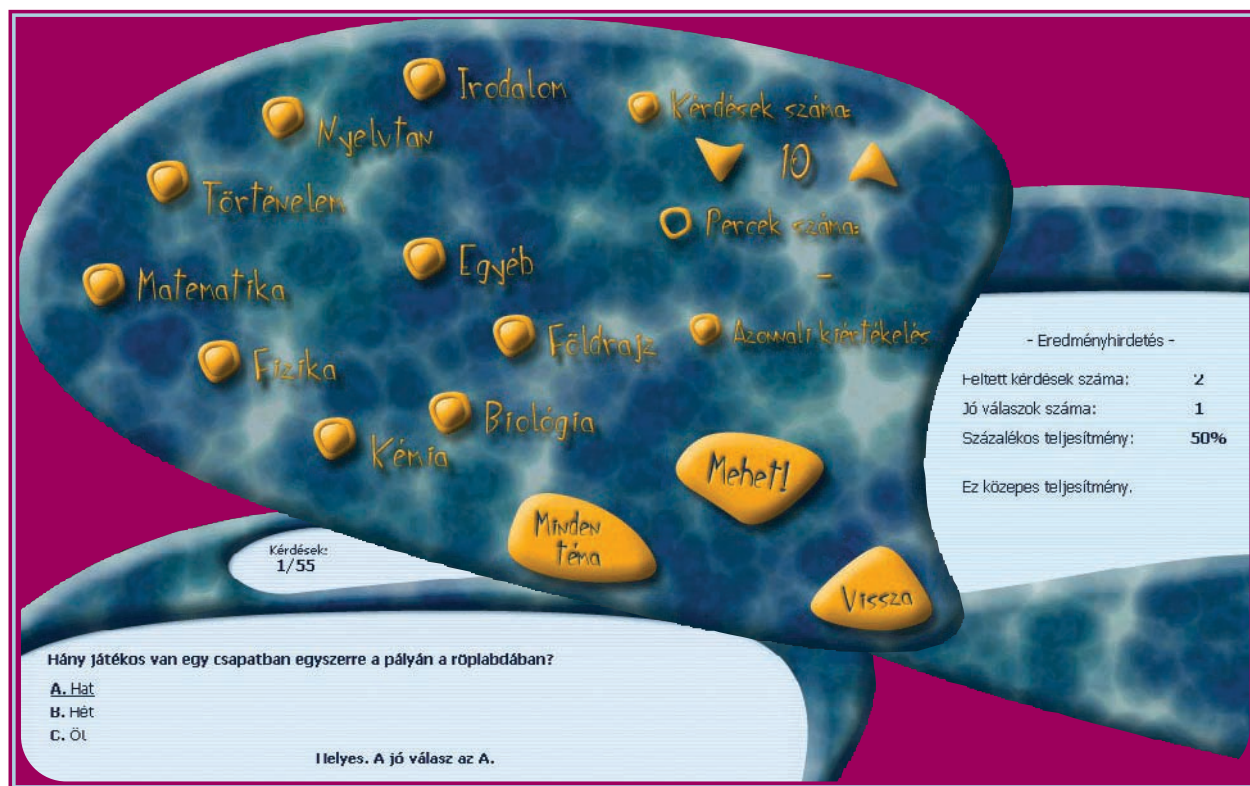 Irodalom
Nyelvtan
Történelem
Matematika
Fizika
Kémia
Egyéb
Földrajz
Biológia
Kérdések száma:
10
Percek száma:
-
Azonnali kiértékelés
Mehet!
Minden
téma
Vissza
- Eredményhirdetés -
Feltett kérdések száma: 2
Jó válaszok száma: 1
Százalékos teljesítmény: 50%
Ez közepes teljesítmény.
Kérdések:
1/55
Hány játékos van egy csapatban egyszerre a pályán a röplabdában?
A. Hat
B. Hét
C. Öt
Helyes. A jó válasz az A.